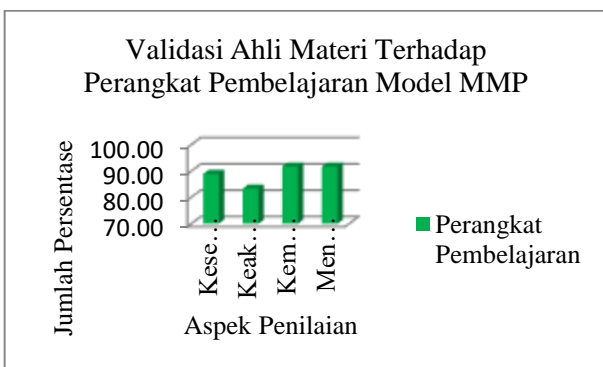 Validasi Ahli Materi Terhadap
Perangkat Pembelajaran Model MMP
Jumlah Persentase
100.00
90.00
80.00
70.00
Kese…
Keak…
Kem…
Men…
Aspek Penilaian
Perangkat
Pembelajaran